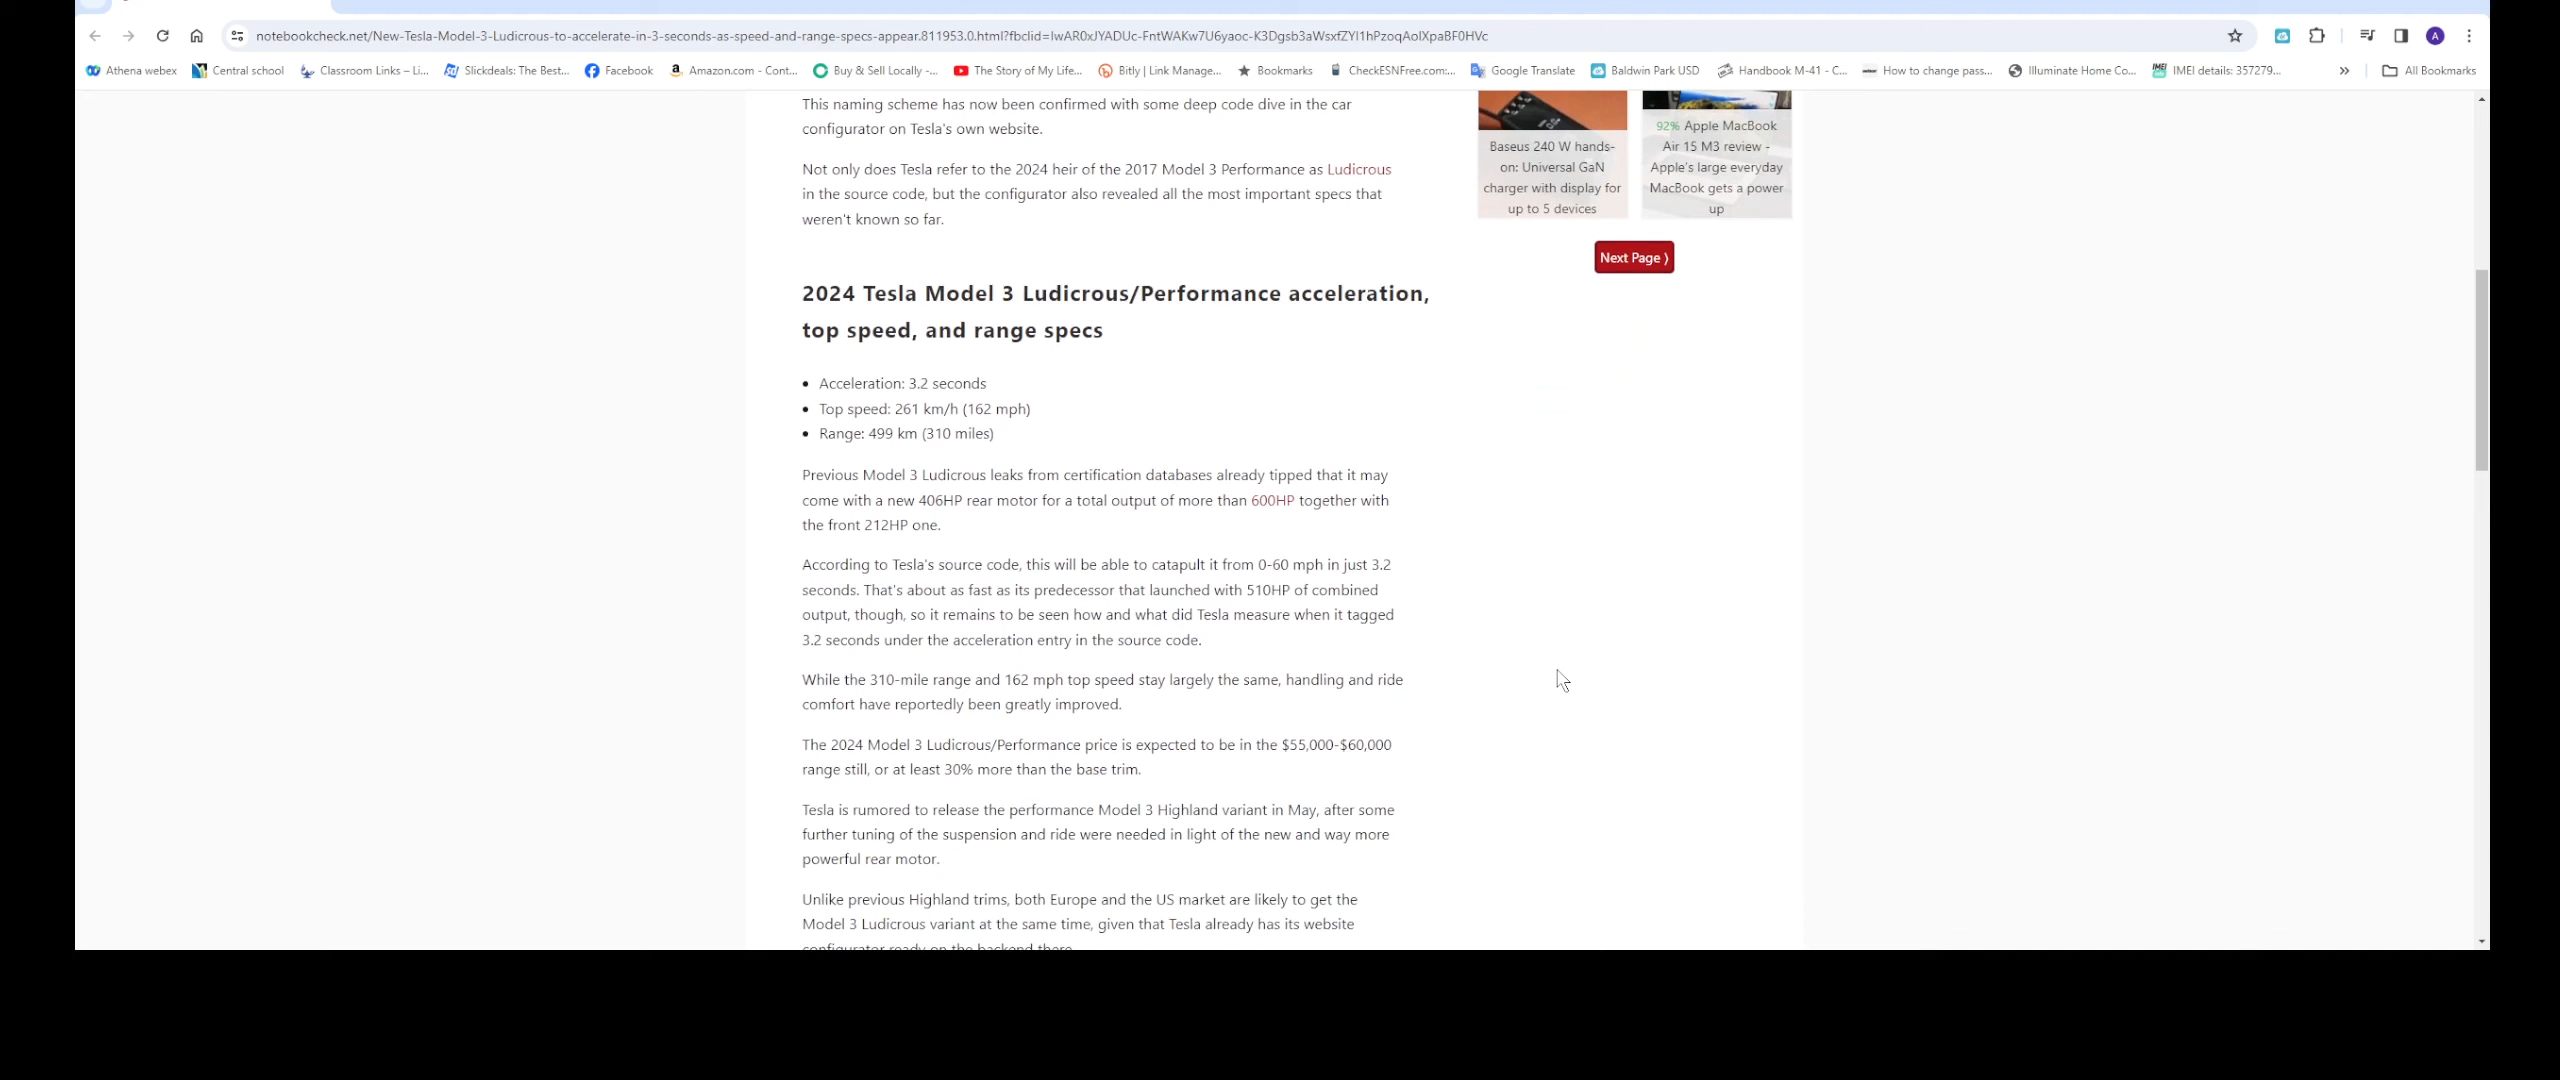 notebookcheck.net/New-Tesla-Model-3-Ludicrous-to-accelerate-in-3-seconds-as-speed-and-range-specs-appear.811953.0.html?fbclid=IwAR0xJYADUc-FntWAKw7U6yaoc-K3Dgsb3aWsxfZYl1hPzoqAolXpaBF0HVc
A
Athena webex Central school Classroom Links – Li... Slickdeals: The Best... Facebook Amazon.com - Cont... Buy & Sell Locally -... The Story of My Life... Bitly | Link Manage... Bookmarks CheckESNFree.com:... Google Translate Baldwin Park USD Handbook M-41 - C... How to change pass... Illuminate Home Co... IMEI details: 357279... » All Bookmarks
This naming scheme has now been confirmed with some deep code dive in the car
configurator on Tesla's own website.
Not only does Tesla refer to the 2024 heir of the 2017 Model 3 Performance as Ludicrous
in the source code, but the configurator also revealed all the most important specs that
weren't known so far.
2024 Tesla Model 3 Ludicrous/Performance acceleration,
top speed, and range specs
• Acceleration: 3.2 seconds
• Top speed: 261 km/h (162 mph)
• Range: 499 km (310 miles)
Previous Model 3 Ludicrous leaks from certification databases already tipped that it may
come with a new 406HP rear motor for a total output of more than 600HP together with
the front 212HP one.
According to Tesla's source code, this will be able to catapult it from 0-60 mph in just 3.2
seconds. That's about as fast as its predecessor that launched with 510HP of combined
output, though, so it remains to be seen how and what did Tesla measure when it tagged
3.2 seconds under the acceleration entry in the source code.
While the 310-mile range and 162 mph top speed stay largely the same, handling and ride
comfort have reportedly been greatly improved.
The 2024 Model 3 Ludicrous/Performance price is expected to be in the $55,000-$60,000
range still, or at least 30% more than the base trim.
Tesla is rumored to release the performance Model 3 Highland variant in May, after some
further tuning of the suspension and ride were needed in light of the new and way more
powerful rear motor.
Unlike previous Highland trims, both Europe and the US market are likely to get the
Model 3 Ludicrous variant at the same time, given that Tesla already has its website
configurator ready on the backend there.
Baseus 240 W hands-
on: Universal GaN
charger with display for
up to 5 devices
92% Apple MacBook
Air 15 M3 review -
Apple's large everyday
MacBook gets a power
up
Next Page ⟩